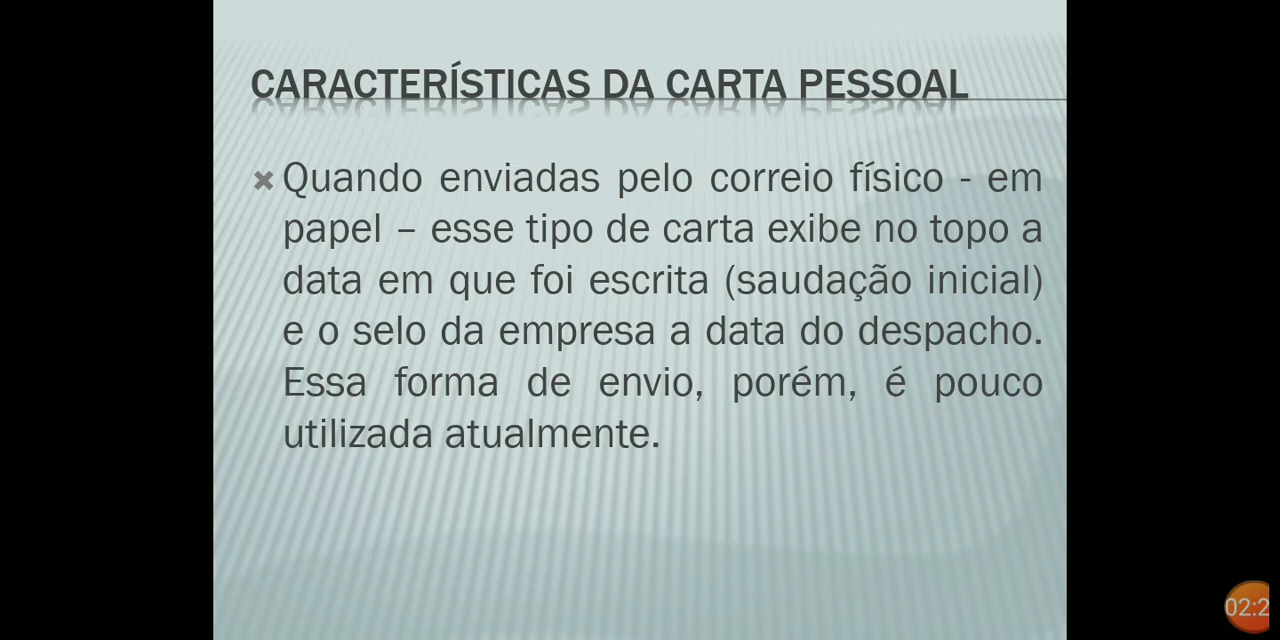 CARACTERÍSTICAS DA CARTA PESSOAL
Quando enviadas pelo correio físico - em
papel – esse tipo de carta exibe no topo a
data em que foi escrita (saudação inicial)
e o selo da empresa a data do despacho.
Essa forma de envio, porém, é pouco
utilizada atualmente.
02:2